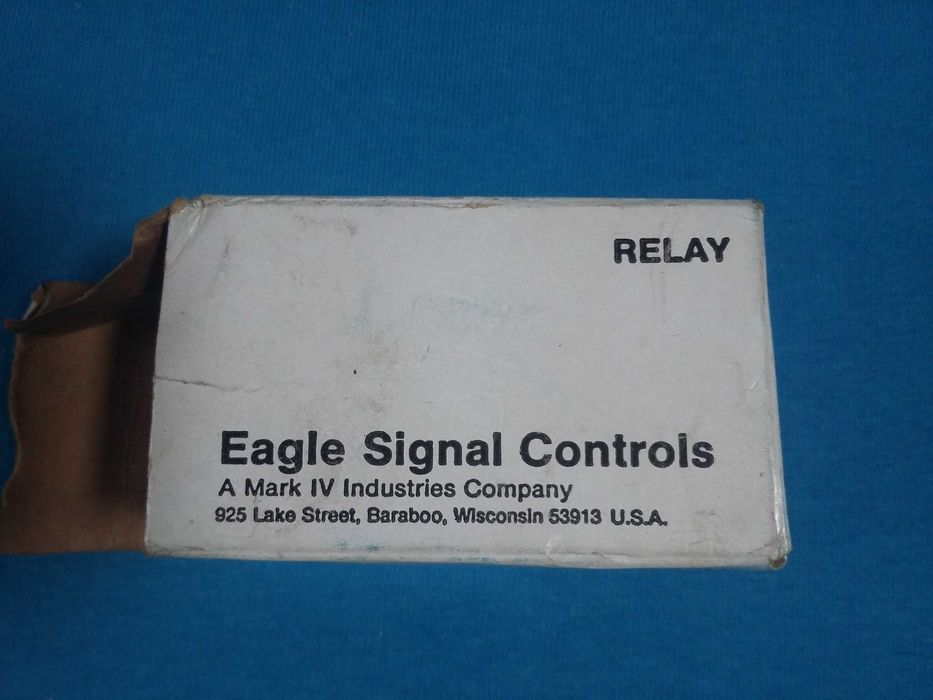 RELAY
Eagle Signal Controls
A Mark IV Industries Company
925 Lake Street, Baraboo, Wisconsin 53913 U.S.A.